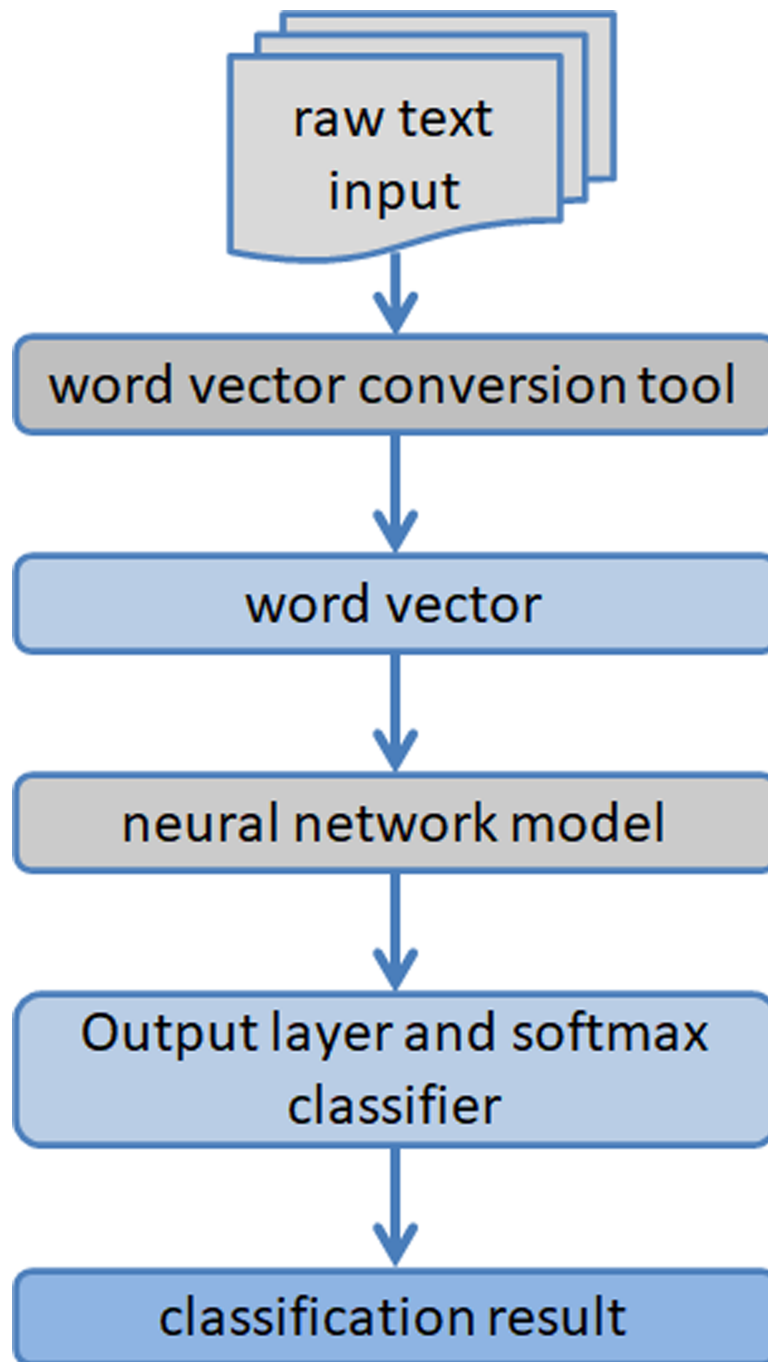 raw text
input
word vector conversion tool
word vector
neural network model
Output layer and softmax
classifier
classification result